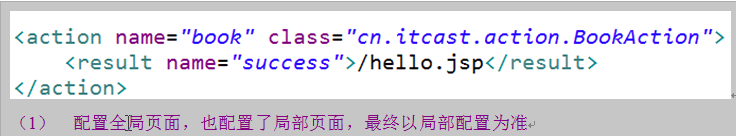 <action name="book" class="cn.itcast.action.BookAction">
<result name="success">/hello.jsp</result>
</action>
（1） 配置全局页面，也配置了局部页面，最终以局部配置为准